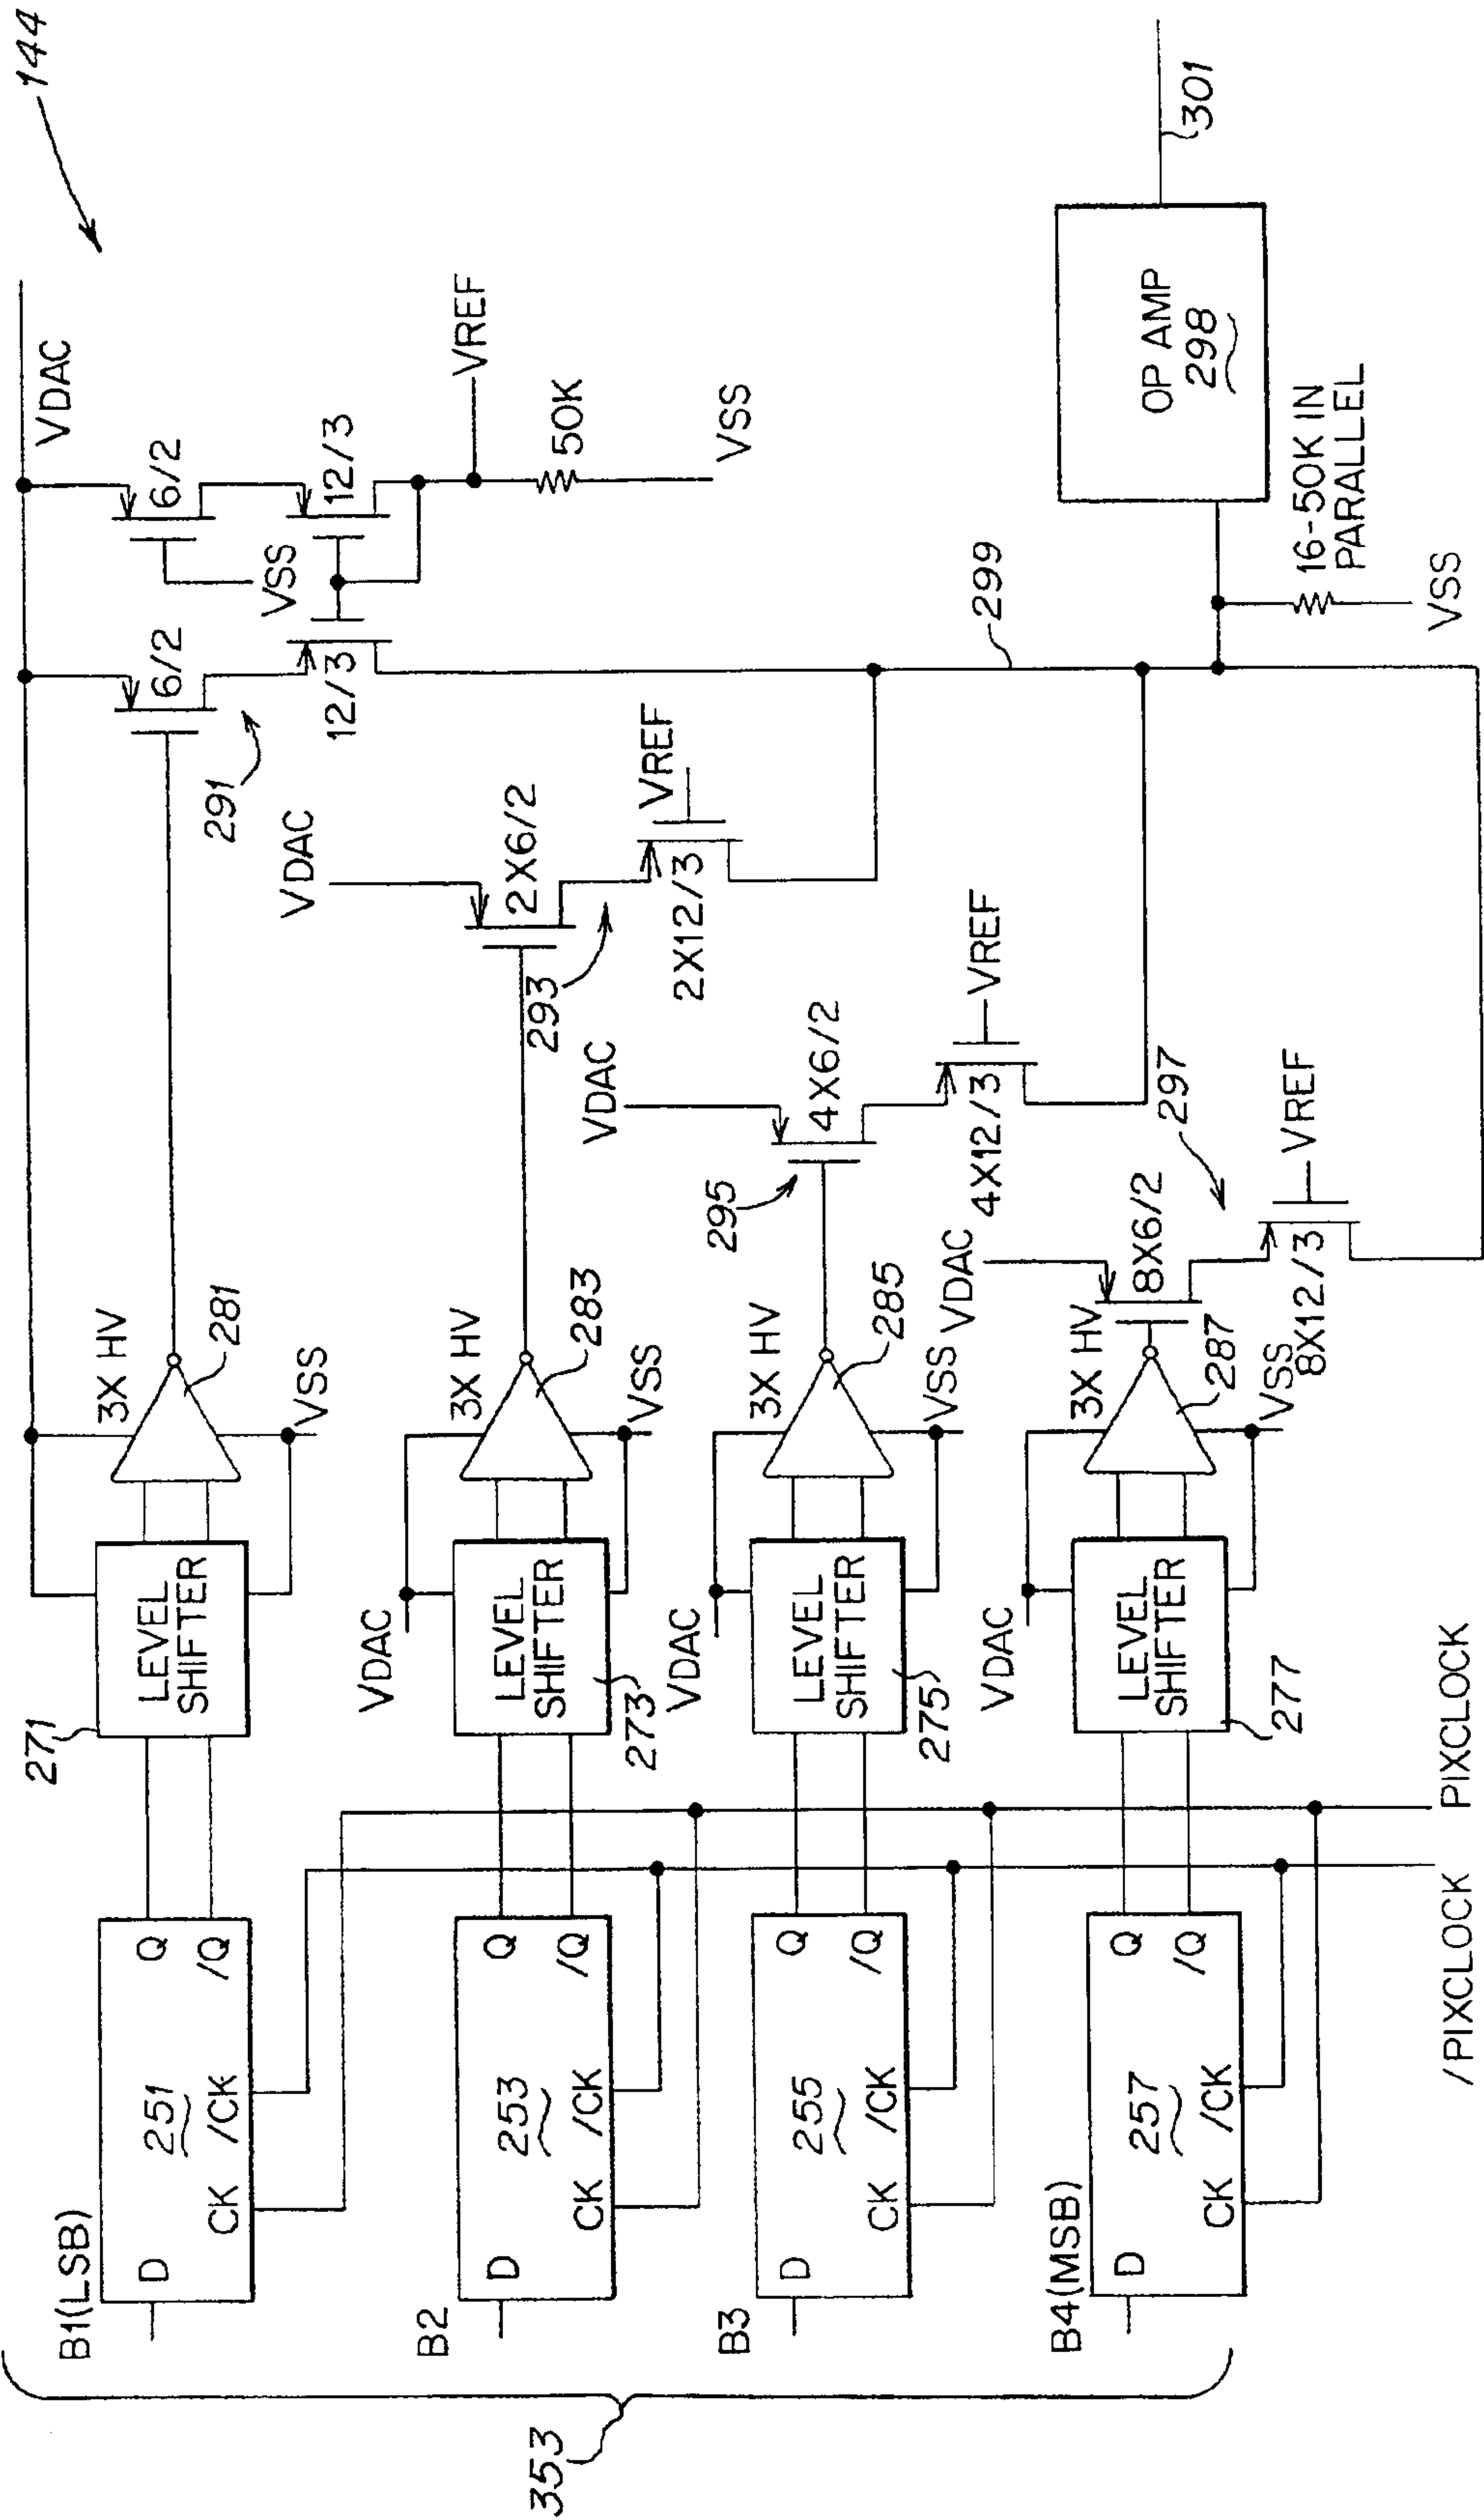 144
VDAC
6/2
12/3
VREF
50K
VSS
VSS
6/2
12/3
291
3X HV
281
VSS
LEVEL
SHIFTER
271
B1(LSB)
D
251
CK
/CK
Q
/Q
VDAC
2X6/2
293
2X12/3
VREF
3X HV
283
VSS
VDAC
LEVEL
SHIFTER
273
B2
D
253
CK
/CK
Q
/Q
299
VDAC
4X6/2
295
4X12/3
VREF
3X HV
285
VSS
VDAC
LEVEL
SHIFTER
275
B3
D
255
CK
/CK
Q
/Q
297
VDAC
8X6/2
8X12/3
VREF
3X HV
287
VSS
VDAC
LEVEL
SHIFTER
277
B4(MSB)
D
257
CK
/CK
Q
/Q
353
/PIXCLOCK
PIXCLOCK
OP AMP
298
301
16-50K IN
PARALLEL
VSS